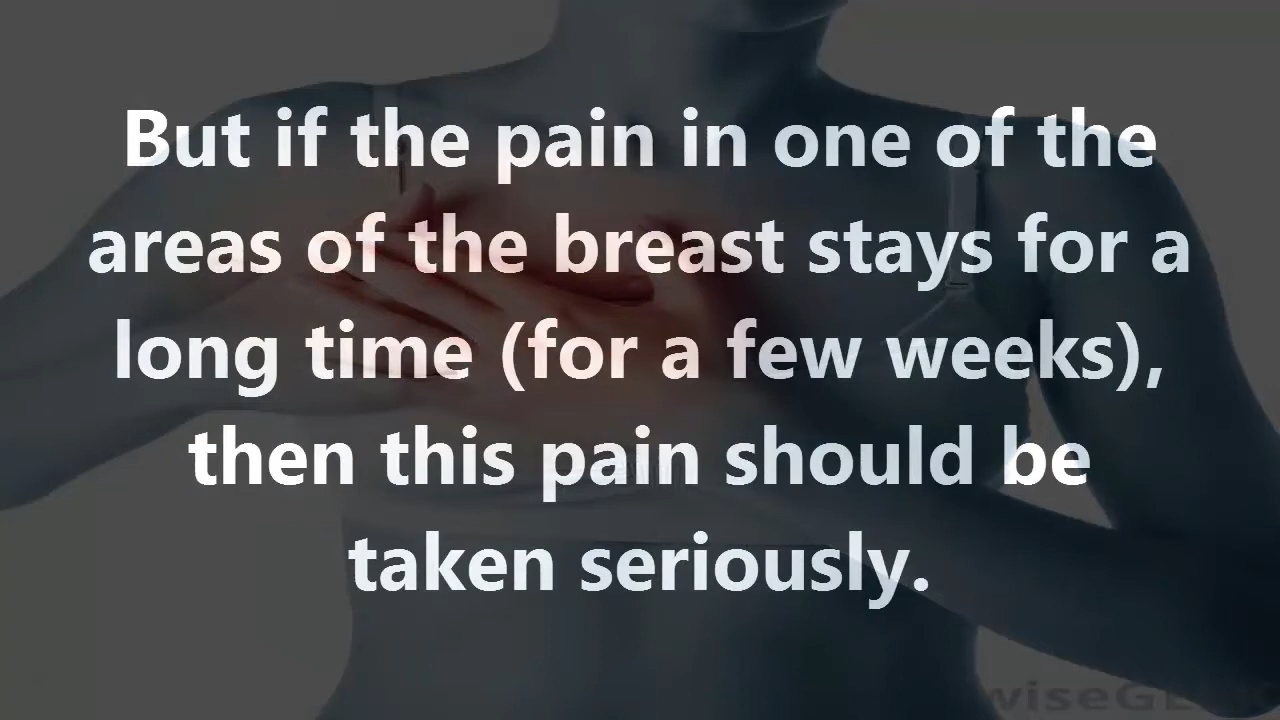 But if the pain in one of the
areas of the breast stays for a
long time (for a few weeks),
then this pain should be
taken seriously.